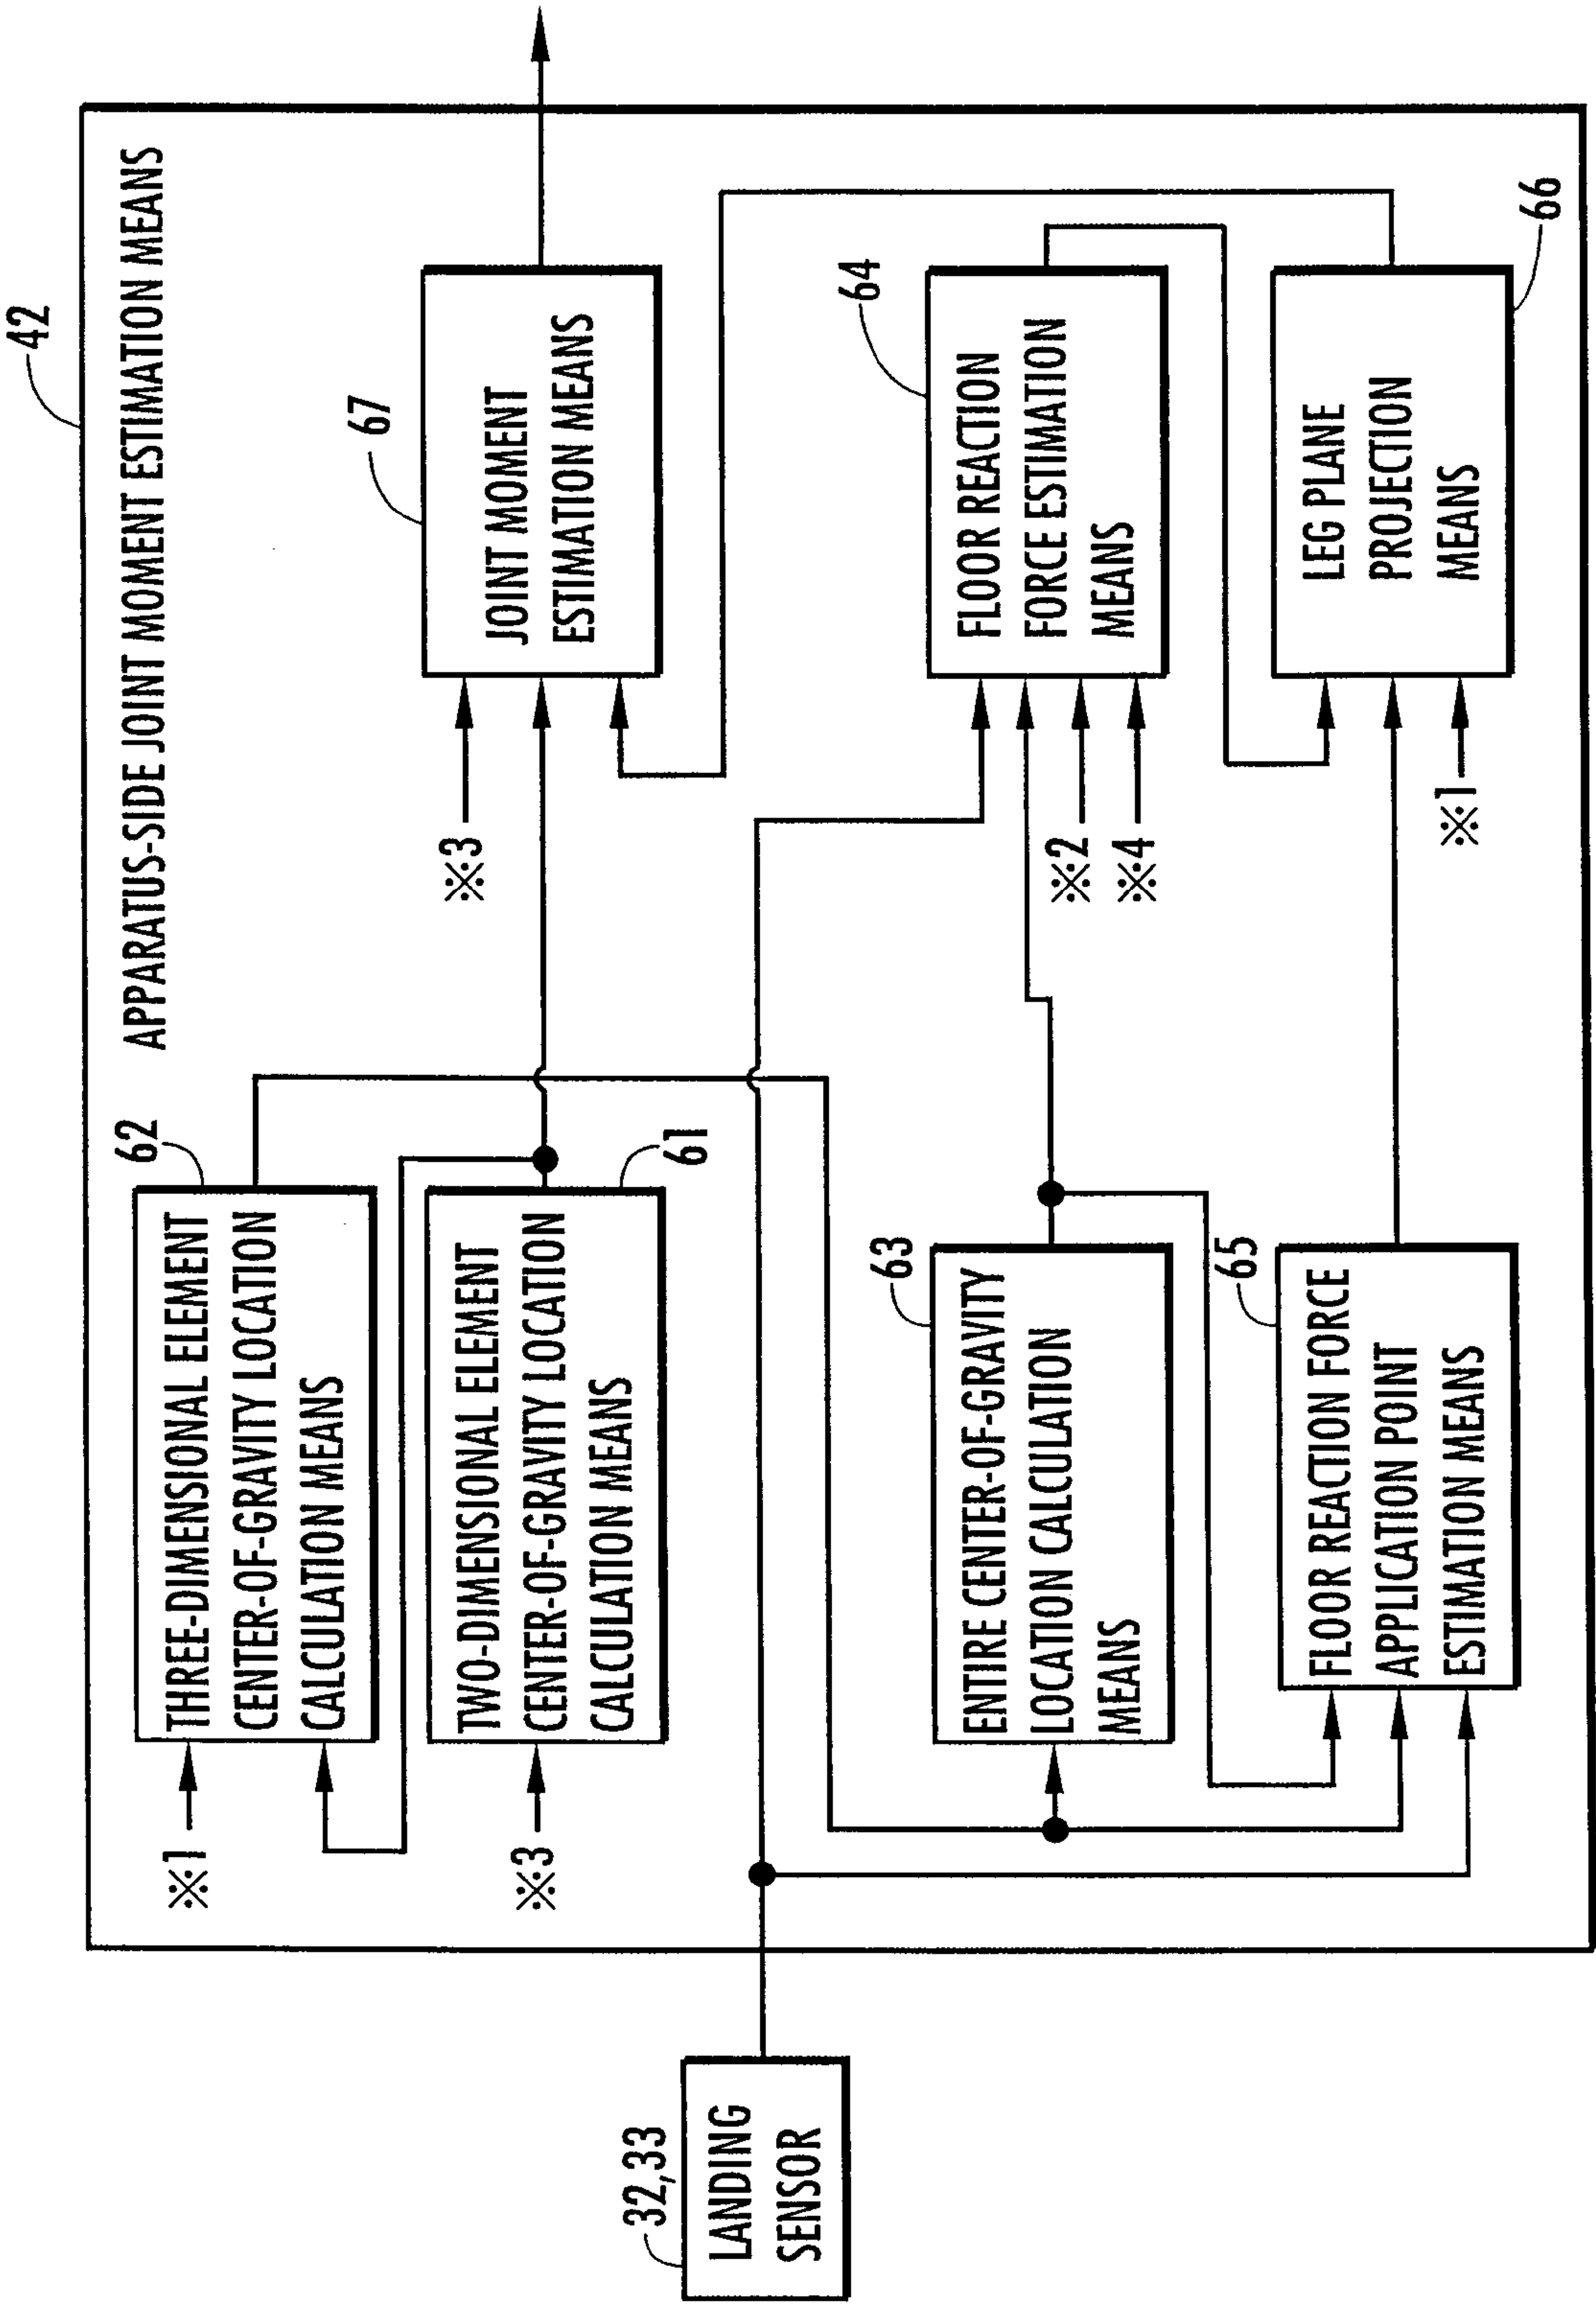 42
APPARATUS-SIDE JOINT MOMENT ESTIMATION MEANS
62
THREE-DIMENSIONAL ELEMENT
CENTER-OF-GRAVITY LOCATION
CALCULATION MEANS
※1
61
TWO-DIMENSIONAL ELEMENT
CENTER-OF-GRAVITY LOCATION
CALCULATION MEANS
※3
67
JOINT MOMENT
ESTIMATION MEANS
※3
32,33
LANDING
SENSOR
63
ENTIRE CENTER-OF-GRAVITY
LOCATION CALCULATION
MEANS
64
FLOOR REACTION
FORCE ESTIMATION
MEANS
※2
※4
65
FLOOR REACTION FORCE
APPLICATION POINT
ESTIMATION MEANS
66
LEG PLANE
PROJECTION
MEANS
※1